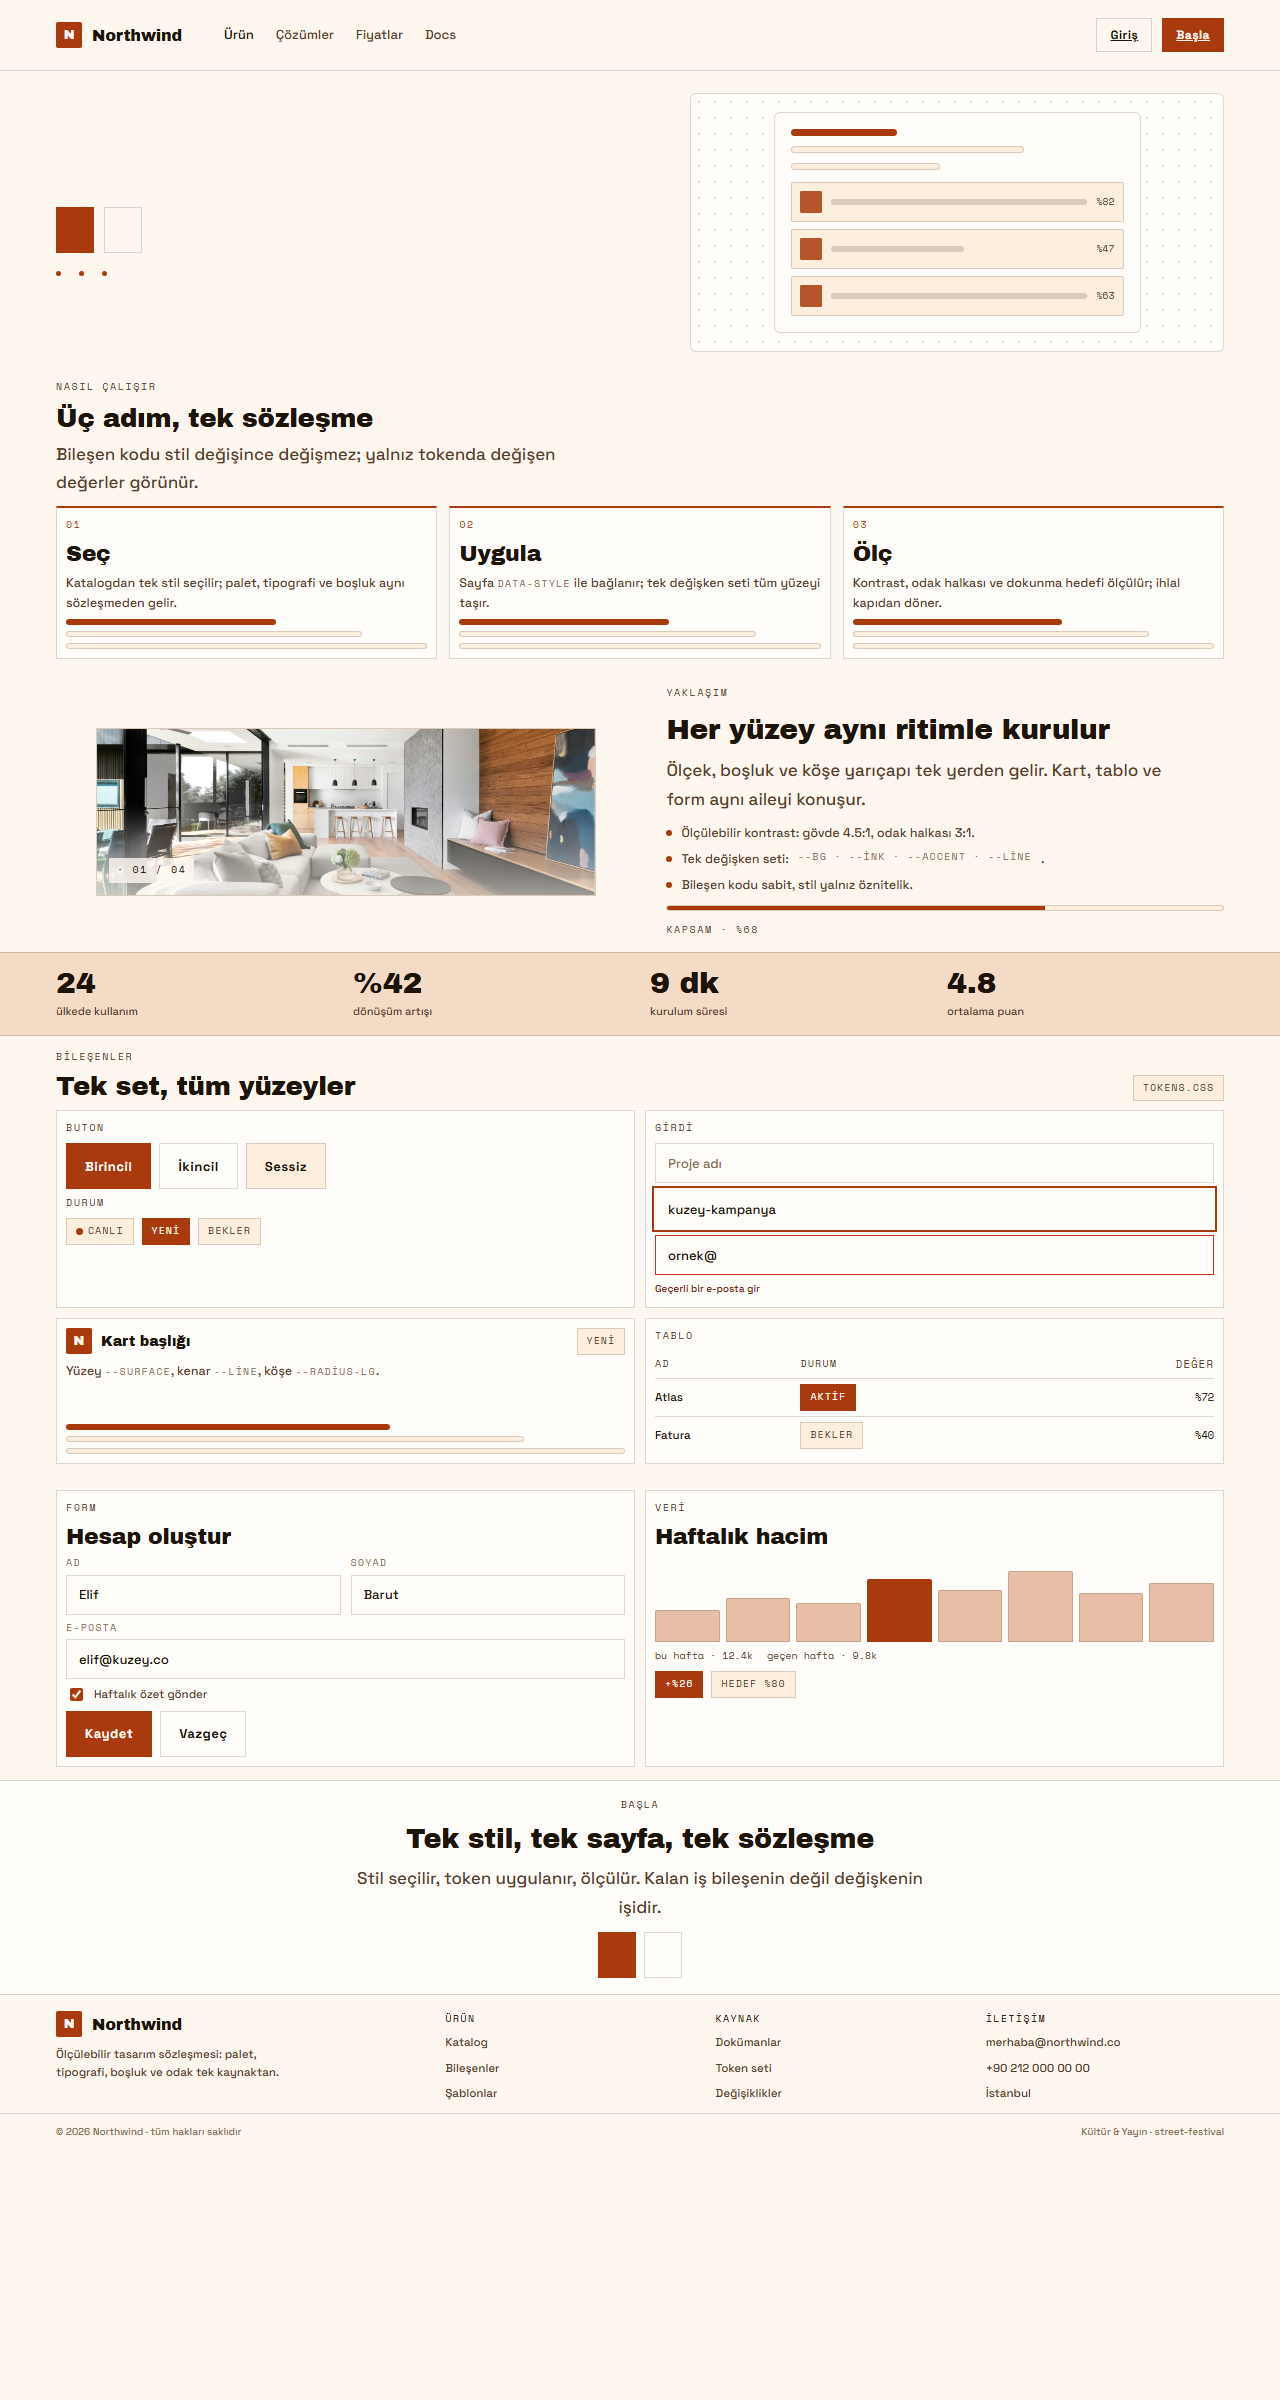 N Northwind Ürün Çözümler Fiyatlar Docs Giriş Başla
%82
%47
%63
NASIL ÇALIŞIR
Üç adım, tek sözleşme
Bileşen kodu stil değişince değişmez; yalnız tokenda değişen
değerler görünür.
01
Seç
Katalogdan tek stil seçilir; palet, tipografi ve boşluk aynı
sözleşmeden gelir.
02
Uygula
Sayfa DATA-STYLE ile bağlanır; tek değişken seti tüm yüzeyi
taşır.
03
Ölç
Kontrast, odak halkası ve dokunma hedefi ölçülür; ihlal
kapıdan döner.
· 01 / 04
YAKLAŞIM
Her yüzey aynı ritimle kurulur
Ölçek, boşluk ve köşe yarıçapı tek yerden gelir. Kart, tablo ve
form aynı aileyi konuşur.
Ölçülebilir kontrast: gövde 4.5:1, odak halkası 3:1.
Tek değişken seti: --BG · --İNK · --ACCENT · --LİNE .
Bileşen kodu sabit, stil yalnız öznitelik.
KAPSAM · %68
24
ülkede kullanım
%42
dönüşüm artışı
9 dk
kurulum süresi
4.8
ortalama puan
BİLEŞENLER
Tek set, tüm yüzeyler
TOKENS.CSS
BUTON
Birincil İkincil Sessiz
DURUM
CANLI YENİ BEKLER
GİRDİ
Proje adı
kuzey-kampanya
ornek@
Geçerli bir e-posta gir
N Kart başlığı YENİ
Yüzey --SURFACE, kenar --LİNE, köşe --RADİUS-LG.
TABLO
AD DURUM DEĞER
Atlas AKTİF %72
Fatura BEKLER %40
FORM
Hesap oluştur
AD SOYAD
Elif Barut
E-POSTA
elif@kuzey.co
Haftalık özet gönder
Kaydet Vazgeç
VERİ
Haftalık hacim
bu hafta · 12.4k geçen hafta · 9.8k
+%26 HEDEF %80
BAŞLA
Tek stil, tek sayfa, tek sözleşme
Stil seçilir, token uygulanır, ölçülür. Kalan iş bileşenin değil değişkenin
işidir.
N Northwind
Ölçülebilir tasarım sözleşmesi: palet,
tipografi, boşluk ve odak tek kaynaktan.
ÜRÜN
Katalog
Bileşenler
Şablonlar
KAYNAK
Dokümanlar
Token seti
Değişiklikler
İLETİŞİM
merhaba@northwind.co
+90 212 000 00 00
İstanbul
© 2026 Northwind · tüm hakları saklıdır
Kültür & Yayın · street-festival